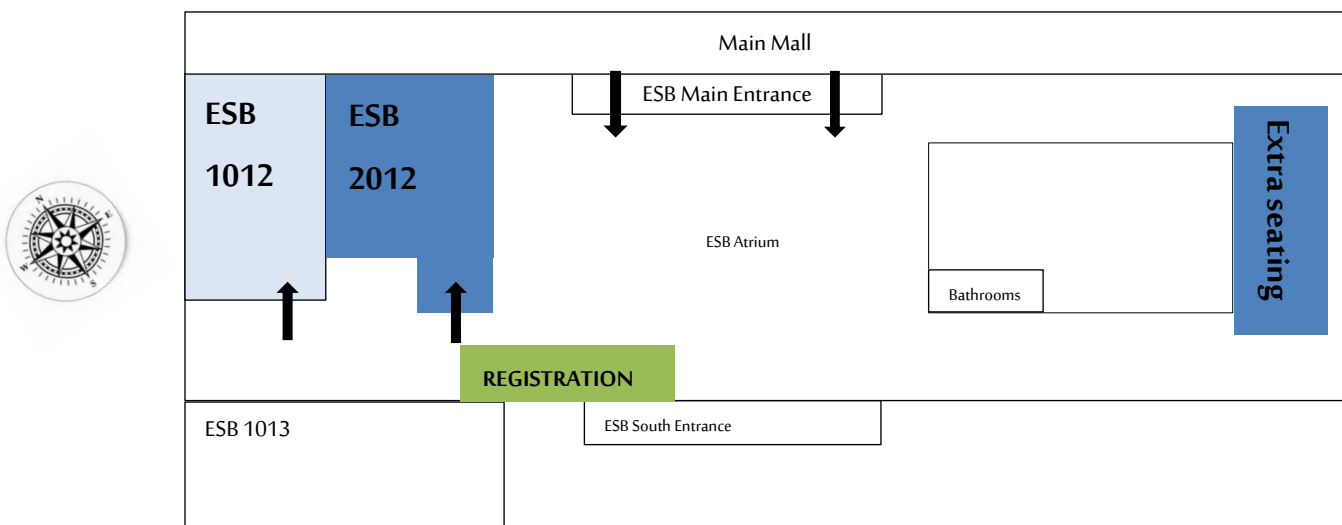 Main Mall
ESB Main Entrance
ESB
1012
ESB
2012
Extra seating
N
E
S
W
ESB Atrium
Bathrooms
REGISTRATION
ESB 1013
ESB South Entrance